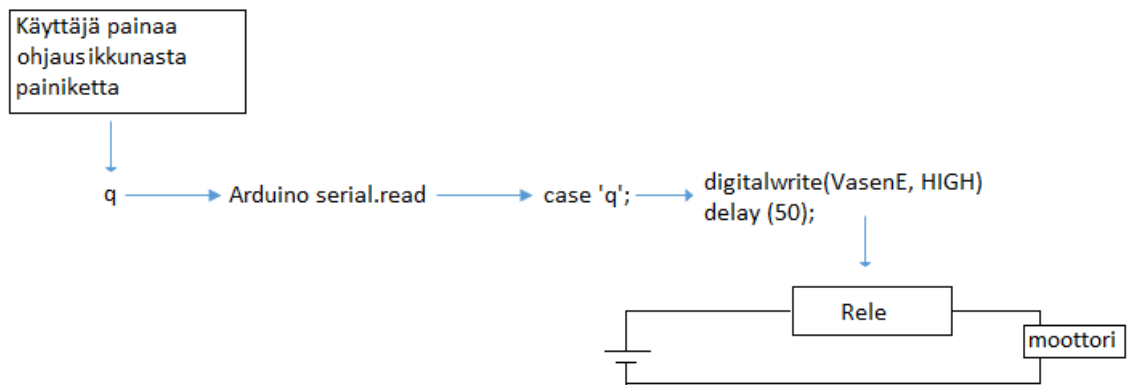 Käyttäjä painaa
ohjausikkunasta
painiketta
q
Arduino serial.read
case 'q';
digitalwrite(VasenE, HIGH)
delay (50);
Rele
moottori